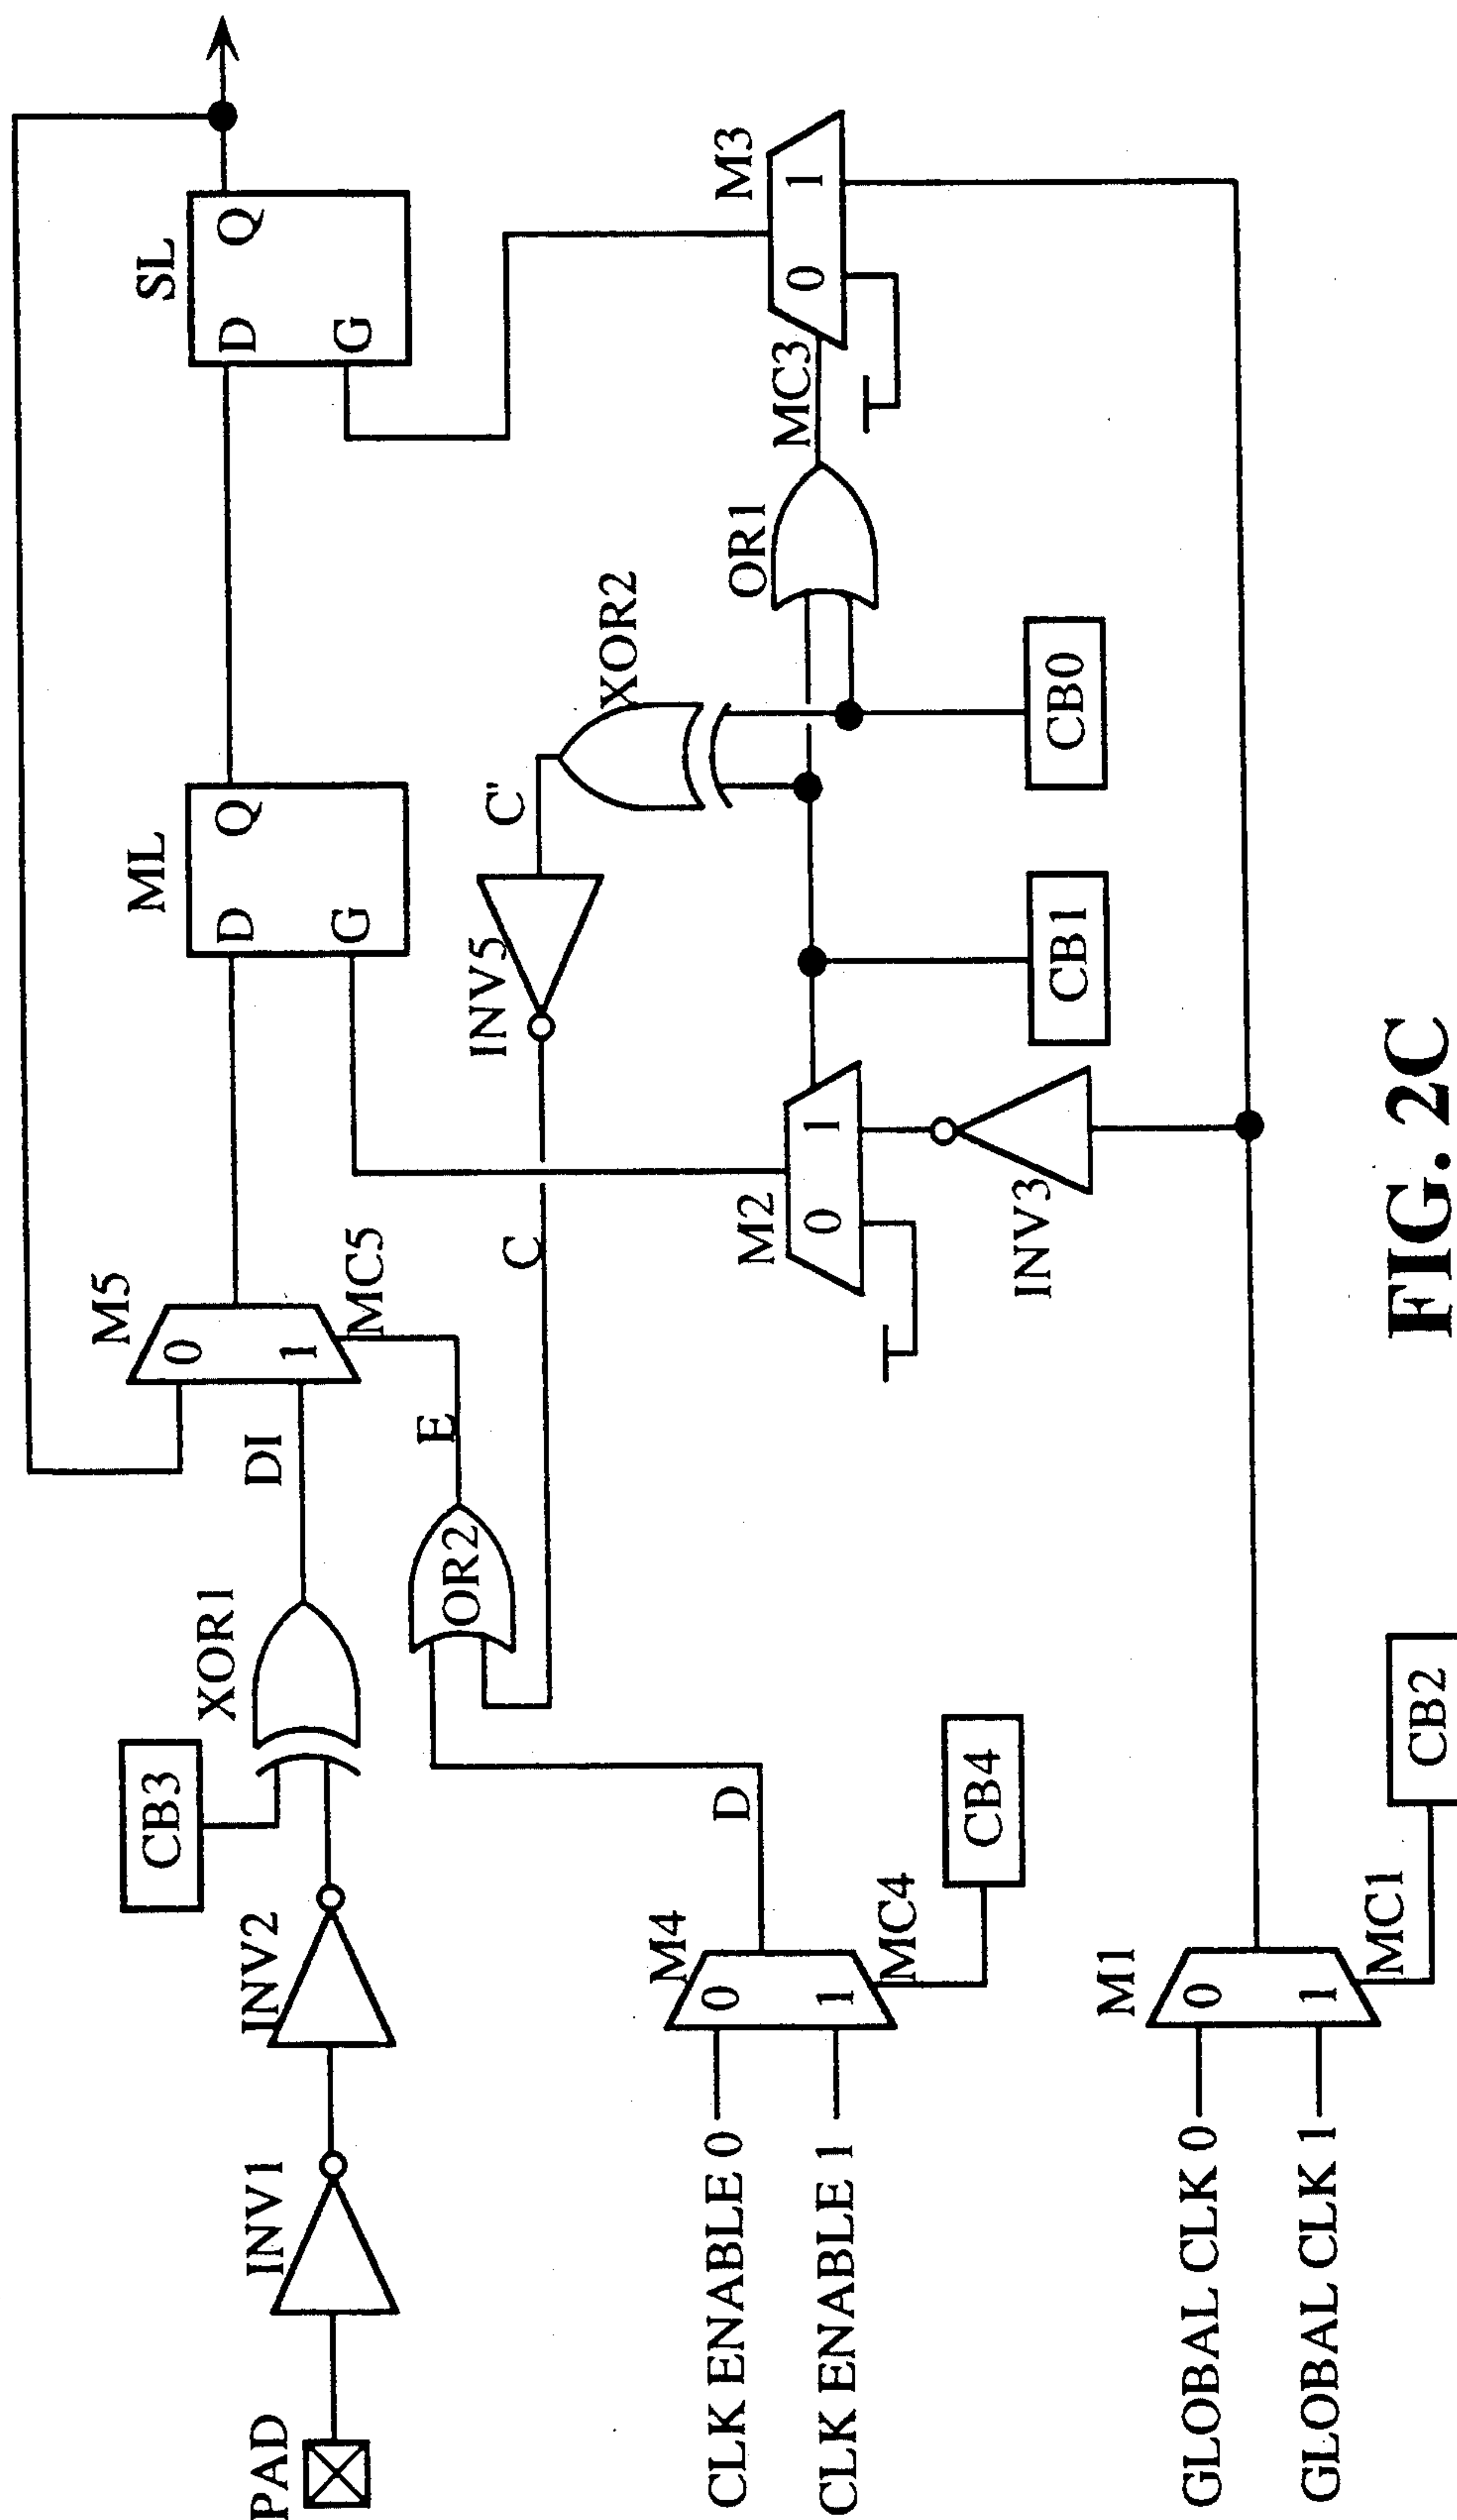 PAD
INV1
INV2
CB3
XOR1
DI
M5
0
1
MC5
ML
D
Q
G
SL
D
Q
G
CLK ENABLE 0
CLK ENABLE 1
M4
0
1
MC4
CB4
D
OR2
E
C
INV5
C'
XOR2
M2
0
1
INV3
CB1
CB0
OR1
MC3
M3
0
1
GLOBAL CLK 0
GLOBAL CLK 1
M1
0
1
MC1
CB2
FIG. 2C